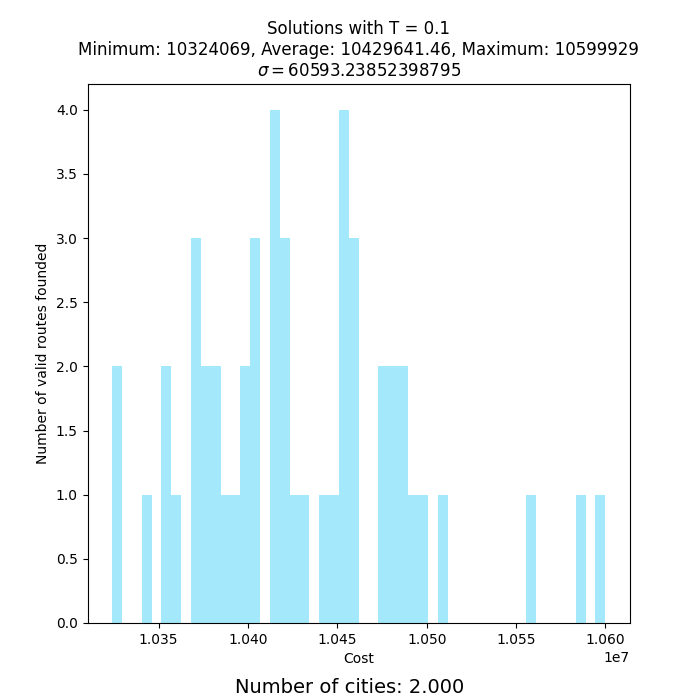 Solutions with T = 0.1
Minimum: 10324069, Average: 10429641.46, Maximum: 10599929
σ = 60593.23852398795
4.0
3.5
3.0
2.5
2.0
1.5
1.0
0.5
0.0
Number of valid routes founded
1.035
1.040
1.045
1.050
1.055
1.060
Cost
1e7
Number of cities: 2.000